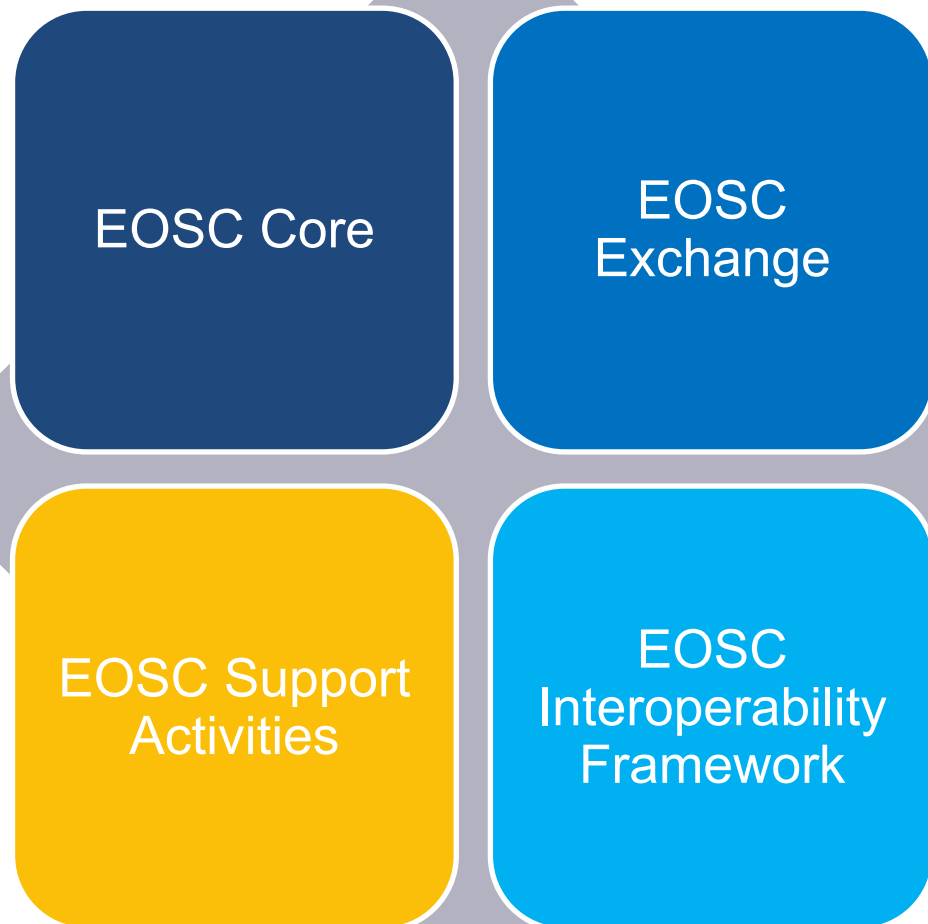 EOSC Core
EOSC
Exchange
EOSC Support
Activities
EOSC
Interoperability
Framework